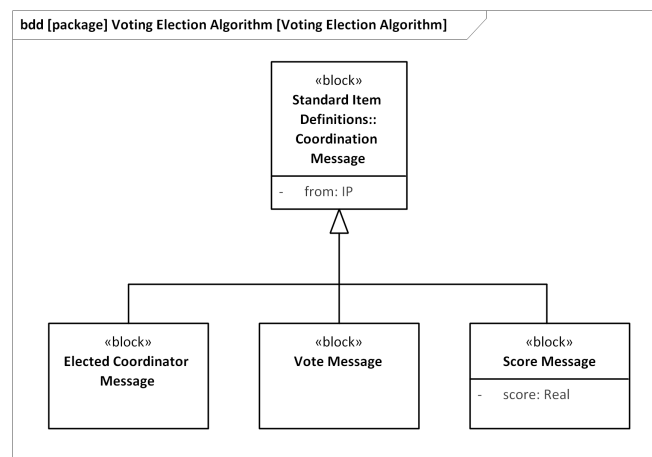 bdd [package] Voting Election Algorithm [Voting Election Algorithm]
«block»
Standard Item
Definitions::
Coordination
Message
- from: IP
«block»
Elected Coordinator
Message
«block»
Vote Message
«block»
Score Message
- score: Real